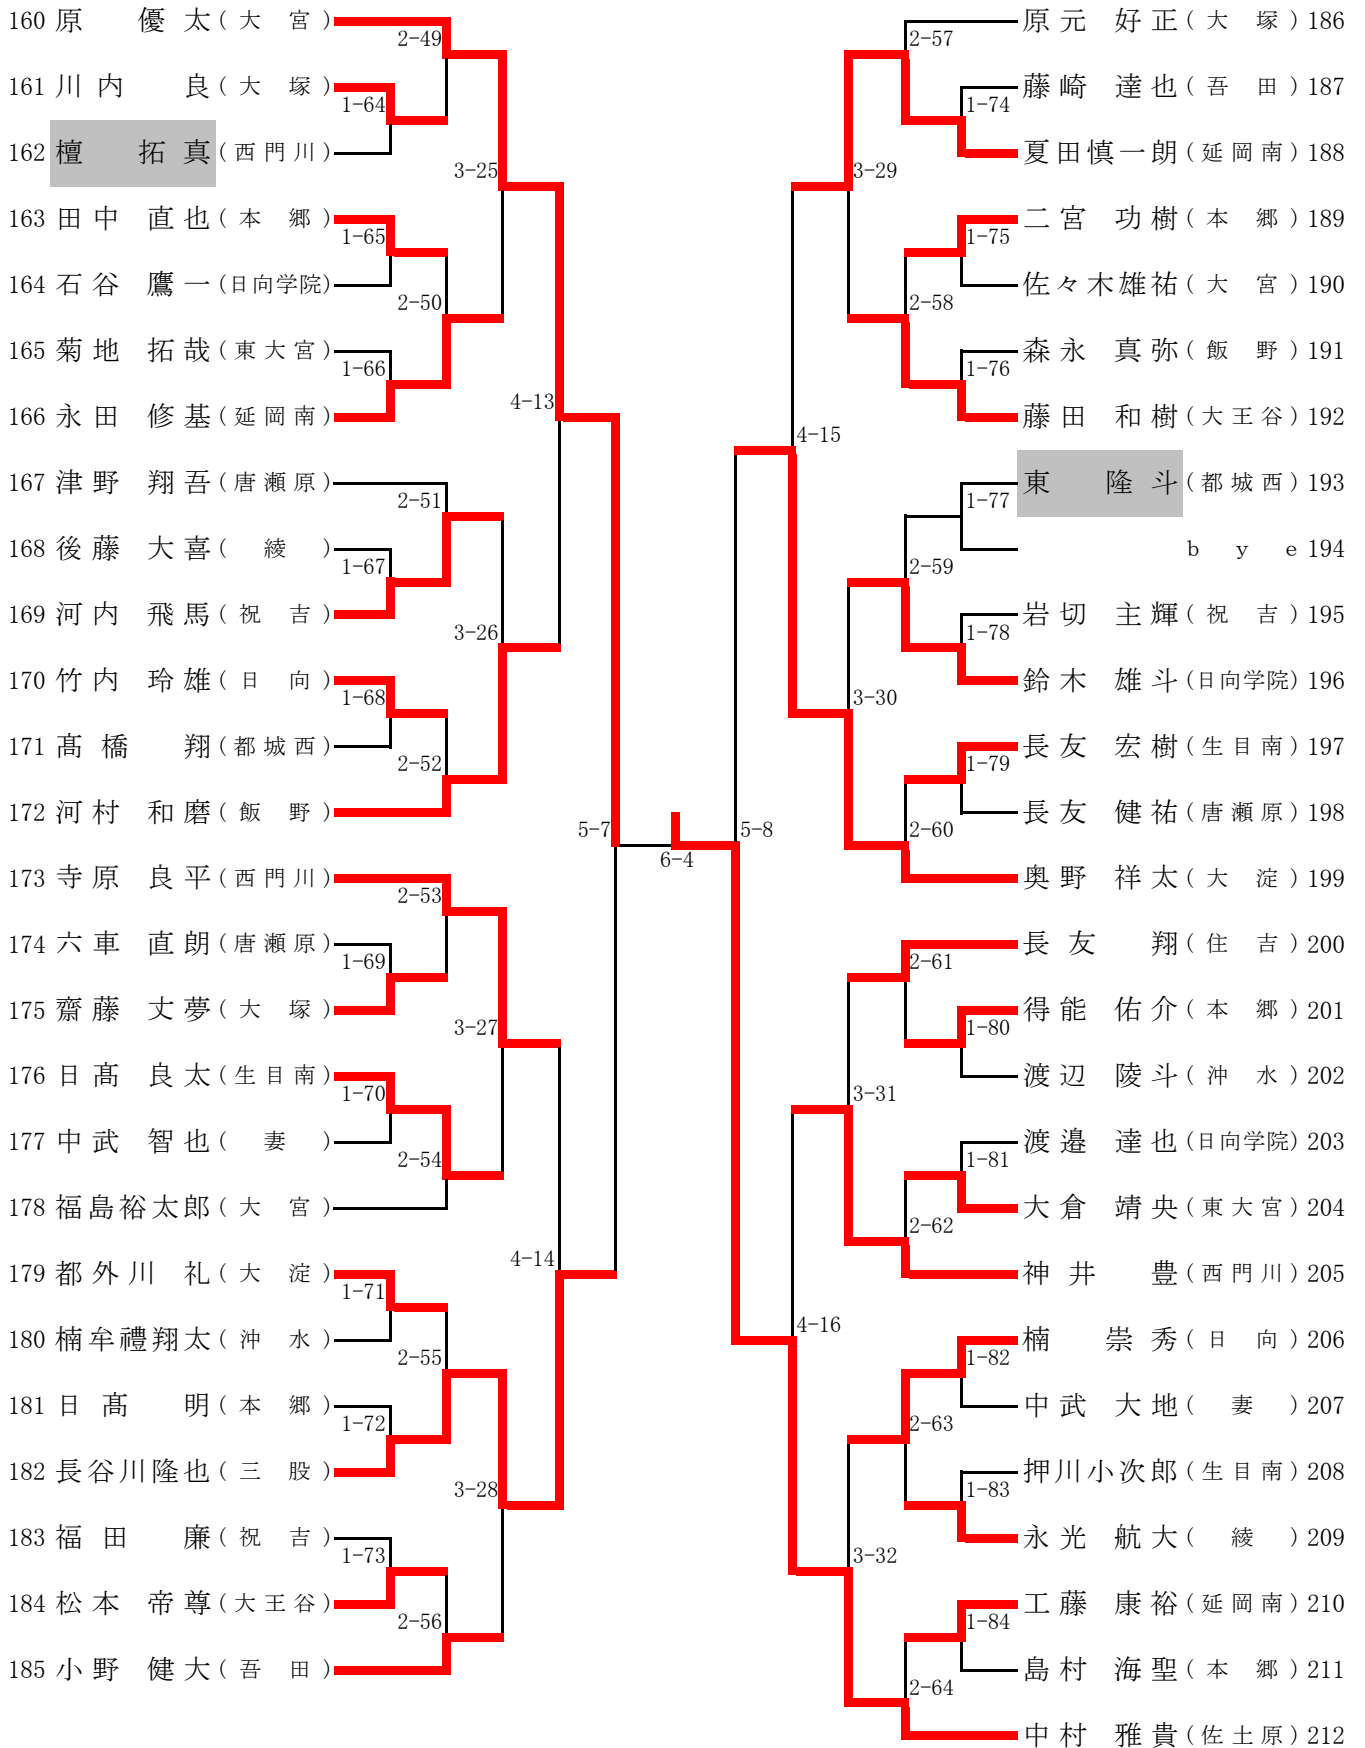 160 原 優太(大宮)
2-49
161 川内 良(大塚)
1-64
162 檀 拓真(西門川)
3-25
163 田中 直也(本郷)
1-65
164 石谷 鷹一(日向学院)
2-50
165 菊地 拓哉(東大宮)
1-66
166 永田 修基(延岡南)
4-13
167 津野 翔吾(唐瀬原)
2-51
168 後藤 大喜(綾)
1-67
169 河内 飛馬(祝吉)
3-26
170 竹内 玲雄(日向)
1-68
171 髙橋 翔(都城西)
2-52
172 河村 和磨(飯野)
5-7
173 寺原 良平(西門川)
2-53
174 六車 直朗(唐瀬原)
1-69
175 齋藤 丈夢(大塚)
3-27
176 日髙 良太(生目南)
1-70
177 中武 智也(妻)
2-54
178 福島裕太郎(大宮)
4-14
179 都外川 礼(大淀)
1-71
180 楠牟禮翔太(沖水)
2-55
181 日髙 明(本郷)
1-72
182 長谷川隆也(三股)
3-28
183 福田 廉(祝吉)
1-73
184 松本 帝尊(大王谷)
2-56
185 小野 健大(吾田)
6-4
原元 好正(大塚)186
2-57
藤崎 達也(吾田)187
1-74
夏田慎一朗(延岡南)188
3-29
二宮 功樹(本郷)189
1-75
佐々木雄祐(大宮)190
2-58
森永 真弥(飯野)191
1-76
藤田 和樹(大王谷)192
4-15
東 隆斗(都城西)193
1-77
bye 194
2-59
岩切 主輝(祝吉)195
1-78
鈴木 雄斗(日向学院)196
3-30
長友 宏樹(生目南)197
1-79
長友 健祐(唐瀬原)198
2-60
5-8
奥野 祥太(大淀)199
長友 翔(住吉)200
2-61
得能 佑介(本郷)201
1-80
渡辺 陵斗(沖水)202
3-31
渡邉 達也(日向学院)203
1-81
大倉 靖央(東大宮)204
2-62
神井 豊(西門川)205
4-16
楠 崇秀(日向)206
1-82
中武 大地(妻)207
2-63
押川小次郎(生目南)208
1-83
永光 航大(綾)209
3-32
工藤 康裕(延岡南)210
1-84
島村 海聖(本郷)211
2-64
中村 雅貴(佐土原)212